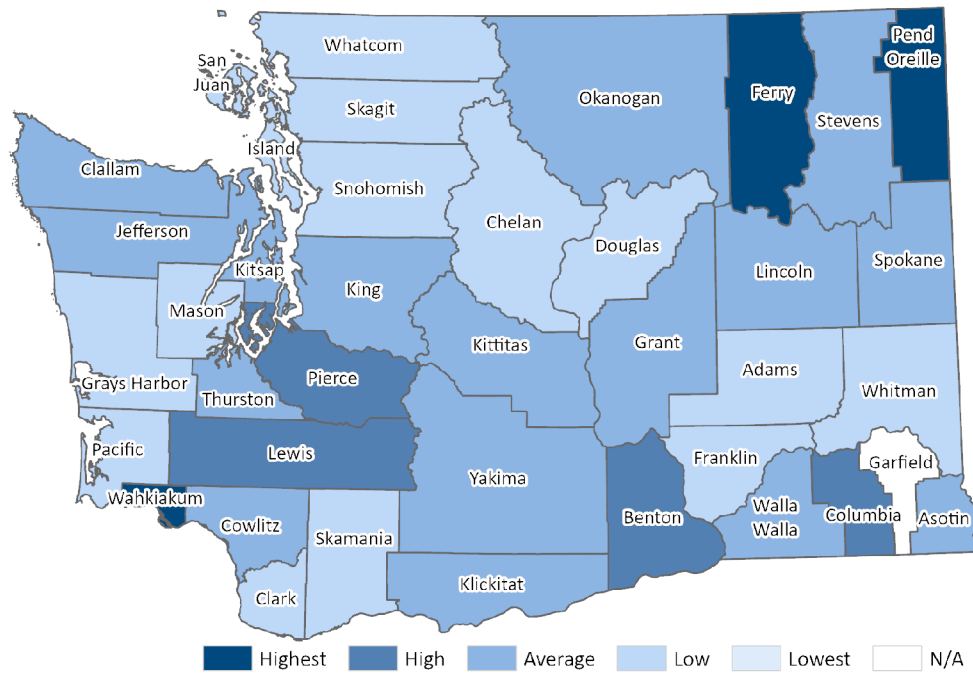 Whatcom
Pend
Oreille
San
Juan
Skagit
Okanogan
Ferry
Stevens
Island
Clallam
Snohomish
Chelan
Jefferson
Douglas
Kitsap
Lincoln
Spokane
King
Mason
Kittitas
Grant
Pierce
Adams
Grays Harbor
Thurston
Whitman
Pacific
Lewis
Franklin
Garfield
Yakima
Wahkiakum
Cowlitz
Benton
Walla
Walla
Columbia
Asotin
Skamania
Klickitat
Clark
Highest
High
Average
Low
Lowest
N/A